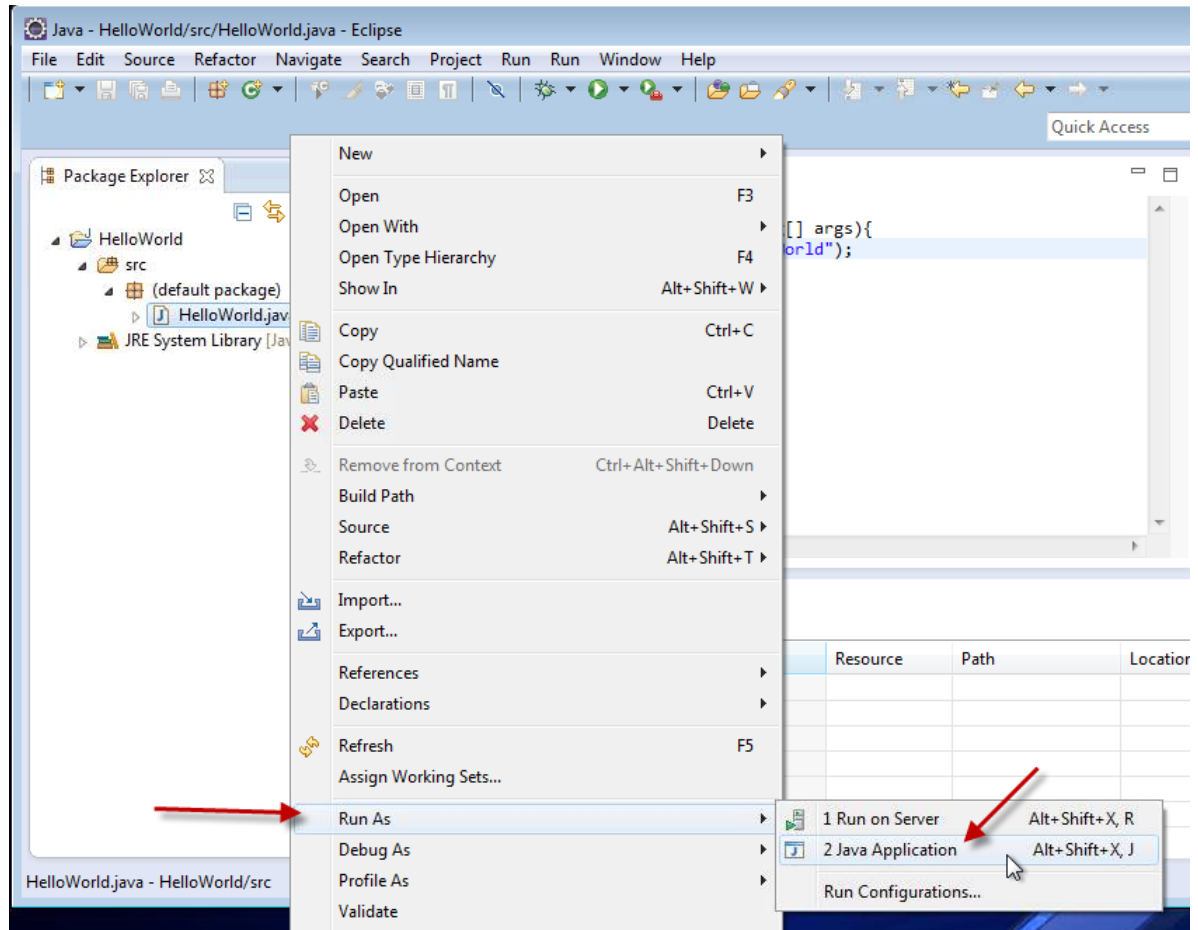 Java - HelloWorld/src/HelloWorld.java - Eclipse
File Edit Source Refactor Navigate Search Project Run Run Window Help
Quick Access
Package Explorer
HelloWorld
src
(default package)
HelloWorld.jav
JRE System Library [Jav
[] args){
orld");
New
Open F3
Open With
Open Type Hierarchy F4
Show In Alt+Shift+W
Copy Ctrl+C
Copy Qualified Name
Paste Ctrl+V
Delete Delete
Remove from Context Ctrl+Alt+Shift+Down
Build Path
Source Alt+Shift+S
Refactor Alt+Shift+T
Import...
Export...
References
Declarations
Refresh F5
Assign Working Sets...
Run As
Debug As
Profile As
Validate
Resource Path Location
1 Run on Server Alt+Shift+X, R
2 Java Application Alt+Shift+X, J
Run Configurations...
HelloWorld.java - HelloWorld/src